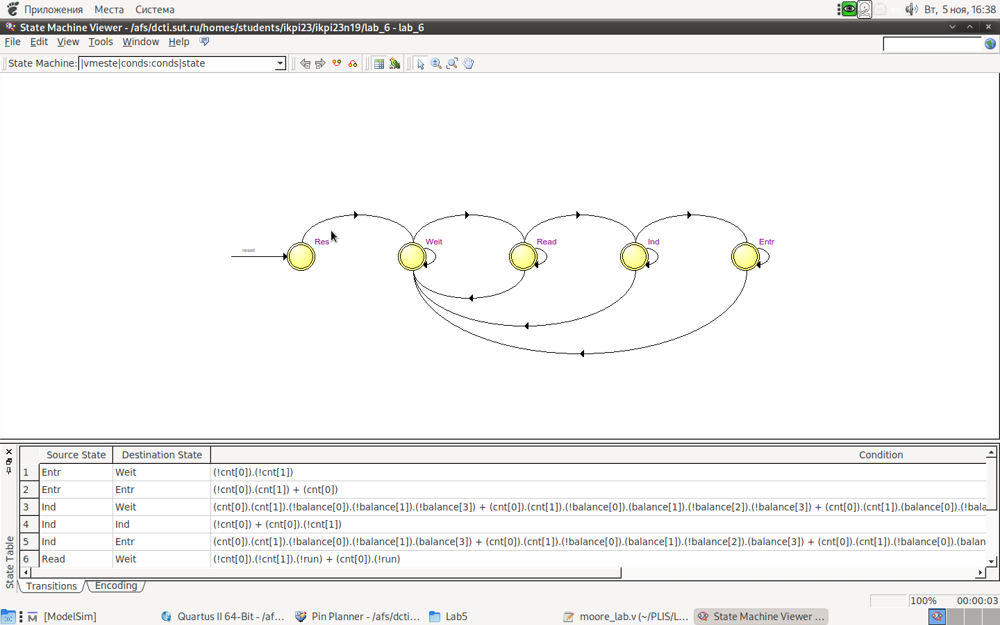 Приложения Места Система Вт, 5 ноя, 16:38
State Machine Viewer - /afs/dcti.sut.ru/homes/students/ikpi23/ikpi23n19/lab_6 - lab_6
File Edit View Tools Window Help
State Machine: |vmeste|conds:conds|state
reset Res Weit Read Ind Entr
Source State Destination State Condition
1 Entr Weit (!cnt[0]).(!cnt[1])
2 Entr Entr (!cnt[0]).(cnt[1]) + (cnt[0])
3 Ind Weit (cnt[0]).(cnt[1]).(!balance[0]).(!balance[1]).(!balance[3]) + (cnt[0]).(cnt[1]).(!balance[0]).(balance[1]).(!balance[2]).(!balance[3]) + (cnt[0]).(cnt[1]).(balance[0]).(!bala
4 Ind Ind (!cnt[0]) + (cnt[0]).(!cnt[1])
5 Ind Entr (cnt[0]).(cnt[1]).(!balance[0]).(!balance[1]).(balance[3]) + (cnt[0]).(cnt[1]).(!balance[0]).(balance[1]).(!balance[2]).(balance[3]) + (cnt[0]).(cnt[1]).(!balance[0]).(balan
6 Read Weit (!cnt[0]).(!cnt[1]).(!run) + (cnt[0]).(!run)
State Table
Transitions Encoding
100% 00:00:03
[ModelSim] Quartus II 64-Bit - /af... Pin Planner - /afs/dcti... Lab5 moore_lab.v (~/PLIS/L... State Machine Viewer ...